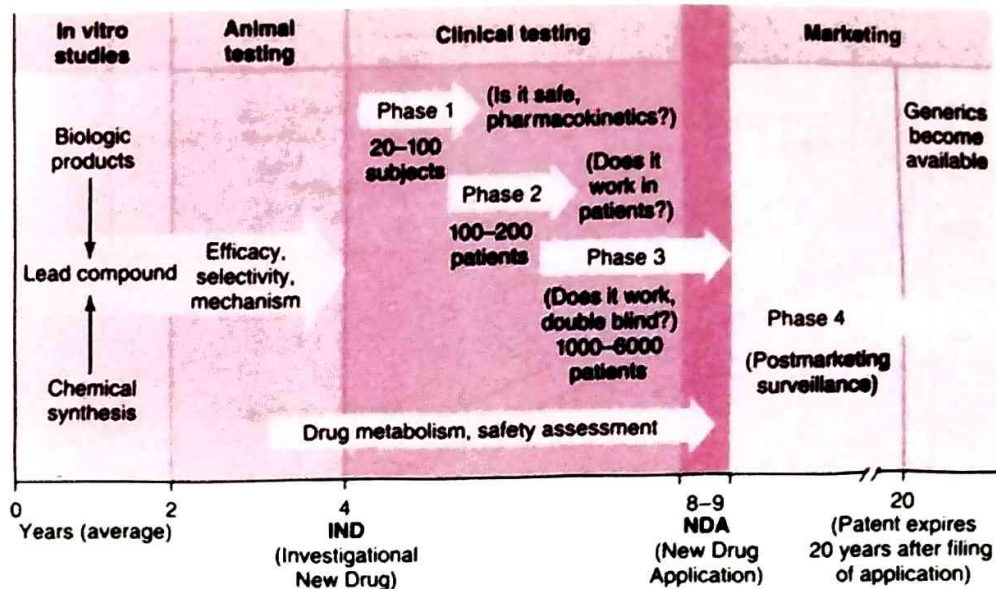 In vitro
studies
Animal
testing
Clinical testing
Marketing
Phase 1
(Is it safe,
pharmacokinetics?)
20–100
subjects
Generics
become
available
Biologic
products
Phase 2
(Does it
work in
patients?)
100–200
patients
Lead compound
Efficacy,
selectivity,
mechanism
Phase 3
(Does it work,
double blind?)
1000–6000
patients
Phase 4
(Postmarketing
surveillance)
Chemical
synthesis
Drug metabolism, safety assessment
0
2
4
8–9
20
Years (average)
IND
(Investigational
New Drug)
NDA
(New Drug
Application)
(Patent expires
20 years after filing
of application)